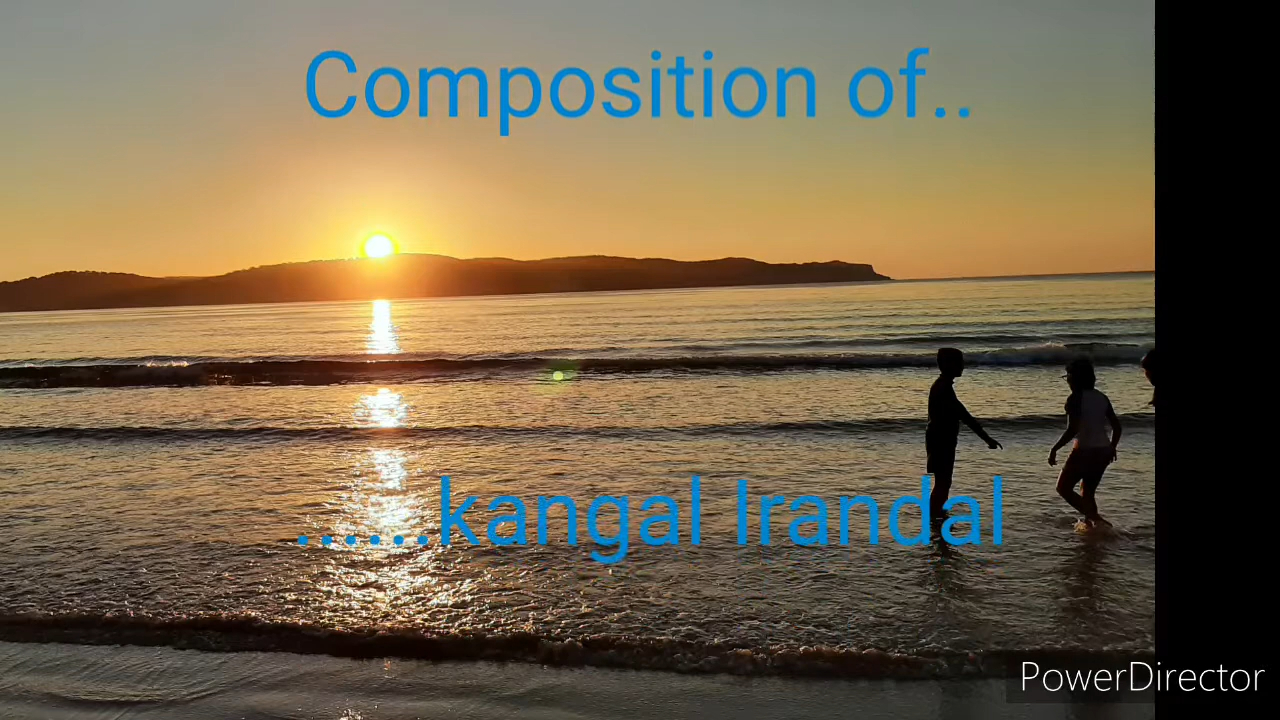 Composition of..
......kangal Irandal
PowerDirector